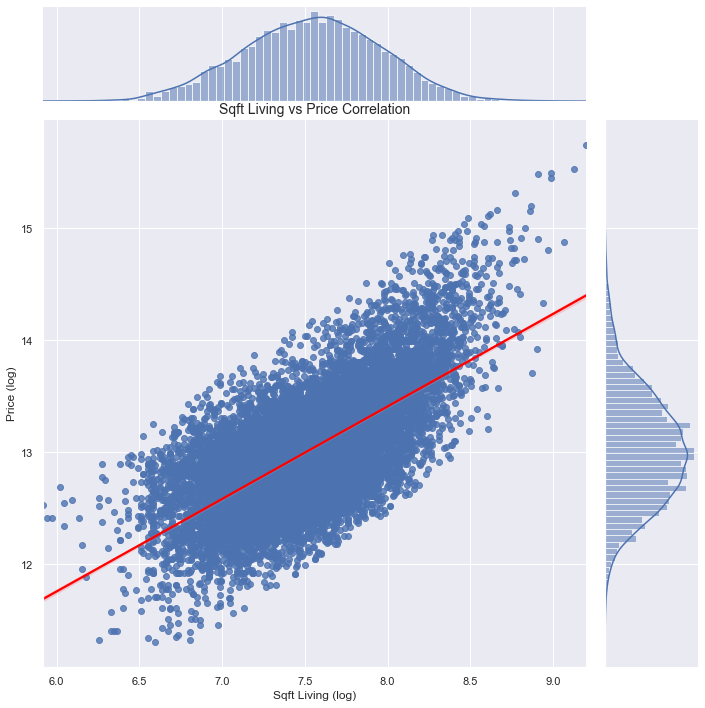 Sqft Living vs Price Correlation
15
14
13
12
Price (log)
6.0 6.5 7.0 7.5 8.0 8.5 9.0
Sqft Living (log)